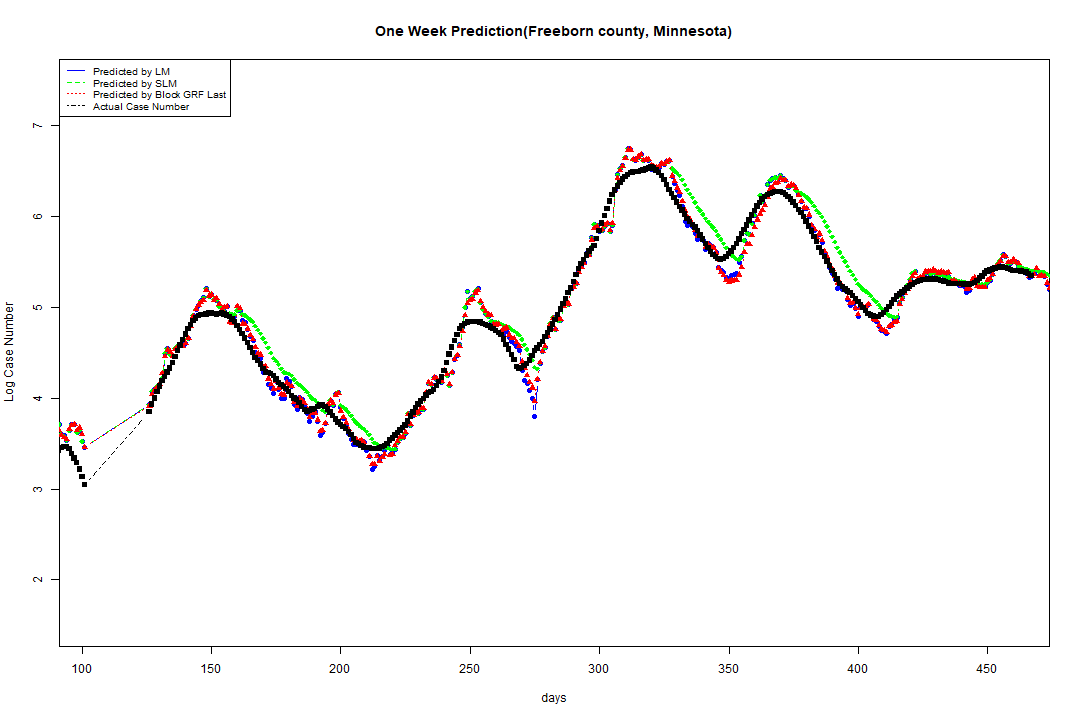 One Week Prediction(Freeborn county, Minnesota)
Predicted by LM
Predicted by SLM
Predicted by Block GRF Last
Actual Case Number
7
6
5
4
3
2
Log Case Number
100 150 200 250 300 350 400 450
days